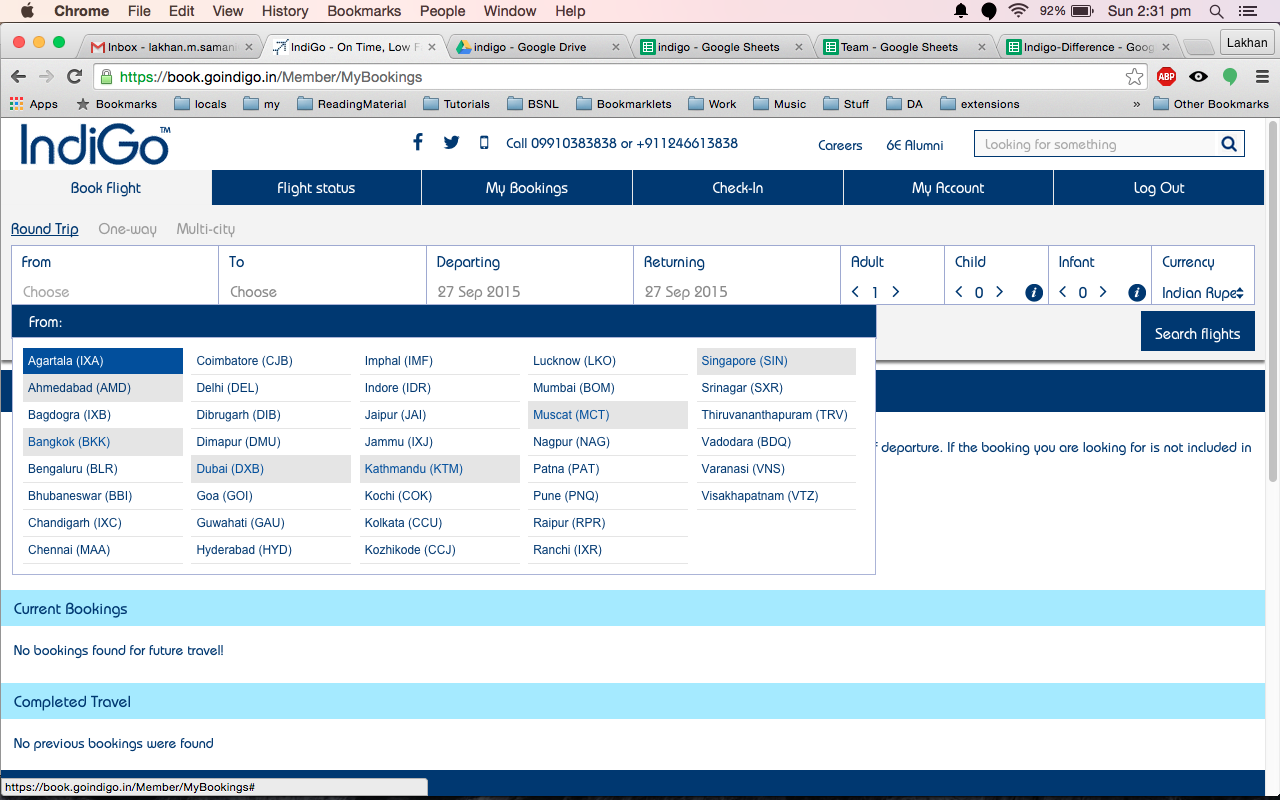 Chrome File Edit View History Bookmarks People Window Help 92% Sun 2:31 pm
Inbox - lakhan.m.saman IndiGo - On Time, Low F indigo - Google Drive indigo - Google Sheets Team - Google Sheets Indigo-Difference - Goog Lakhan
https://book.goindigo.in/Member/MyBookings ABP
Apps Bookmarks locals my ReadingMaterial Tutorials BSNL Bookmarklets Work Music Stuff DA extensions » Other Bookmarks
IndiGo™ Call 09910383838 or +911246613838 Careers 6E Alumni Looking for something
Book Flight Flight status My Bookings Check-In My Account Log Out
Round Trip One-way Multi-city
From To Departing Returning Adult Child Infant Currency
Choose Choose 27 Sep 2015 27 Sep 2015 < 1 > < 0 > i < 0 > i Indian Rupe
From: Search flights
Agartala (IXA) Coimbatore (CJB) Imphal (IMF) Lucknow (LKO) Singapore (SIN)
Ahmedabad (AMD) Delhi (DEL) Indore (IDR) Mumbai (BOM) Srinagar (SXR)
Bagdogra (IXB) Dibrugarh (DIB) Jaipur (JAI) Muscat (MCT) Thiruvananthapuram (TRV)
Bangkok (BKK) Dimapur (DMU) Jammu (IXJ) Nagpur (NAG) Vadodara (BDQ) f departure. If the booking you are looking for is not included in
Bengaluru (BLR) Dubai (DXB) Kathmandu (KTM) Patna (PAT) Varanasi (VNS)
Bhubaneswar (BBI) Goa (GOI) Kochi (COK) Pune (PNQ) Visakhapatnam (VTZ)
Chandigarh (IXC) Guwahati (GAU) Kolkata (CCU) Raipur (RPR)
Chennai (MAA) Hyderabad (HYD) Kozhikode (CCJ) Ranchi (IXR)
Current Bookings
No bookings found for future travel!
Completed Travel
No previous bookings were found
https://book.goindigo.in/Member/MyBookings#